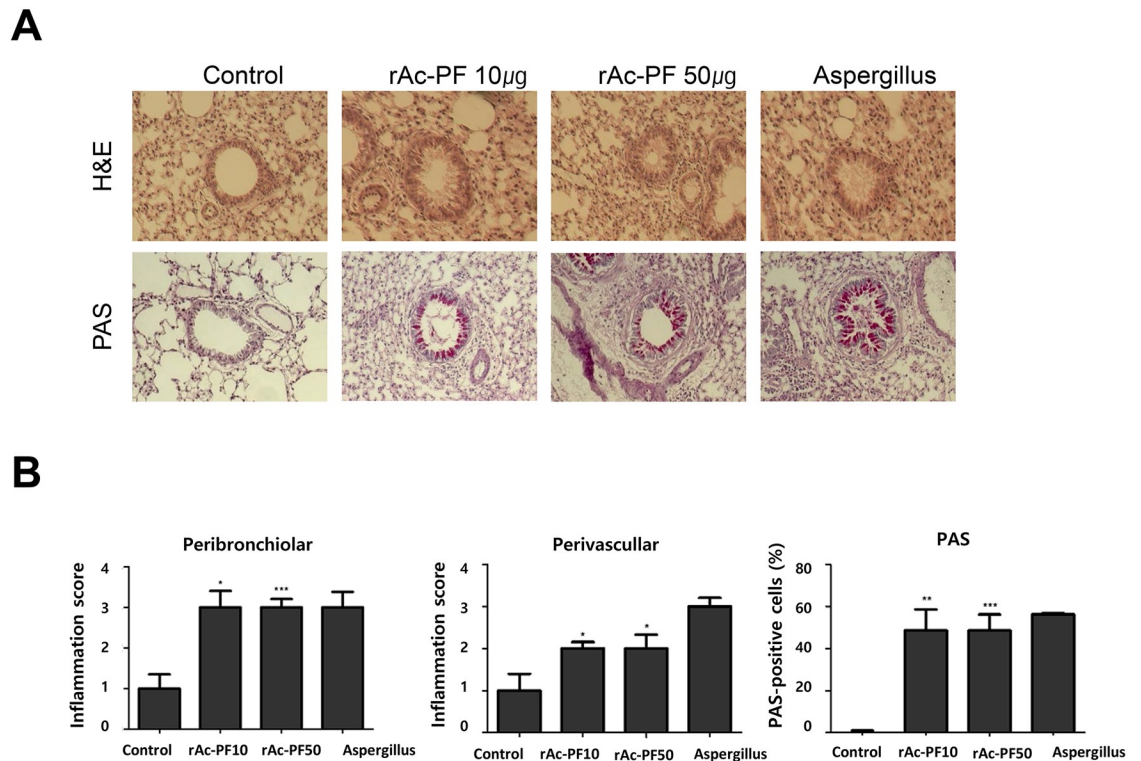 A
Control rAc-PF 10µg rAc-PF 50µg Aspergillus
H&E
PAS
B
Peribronchiolar
Inflammation score
4
3
2
1
0
* ***
Control rAc-PF10 rAc-PF50 Aspergillus
Perivascullar
Inflammation score
4
3
2
1
0
* *
Control rAc-PF10 rAc-PF50 Aspergillus
PAS
PAS-positive cells (%)
80
60
40
20
0
** ***
Control rAc-PF10 rAc-PF50 Aspergillus